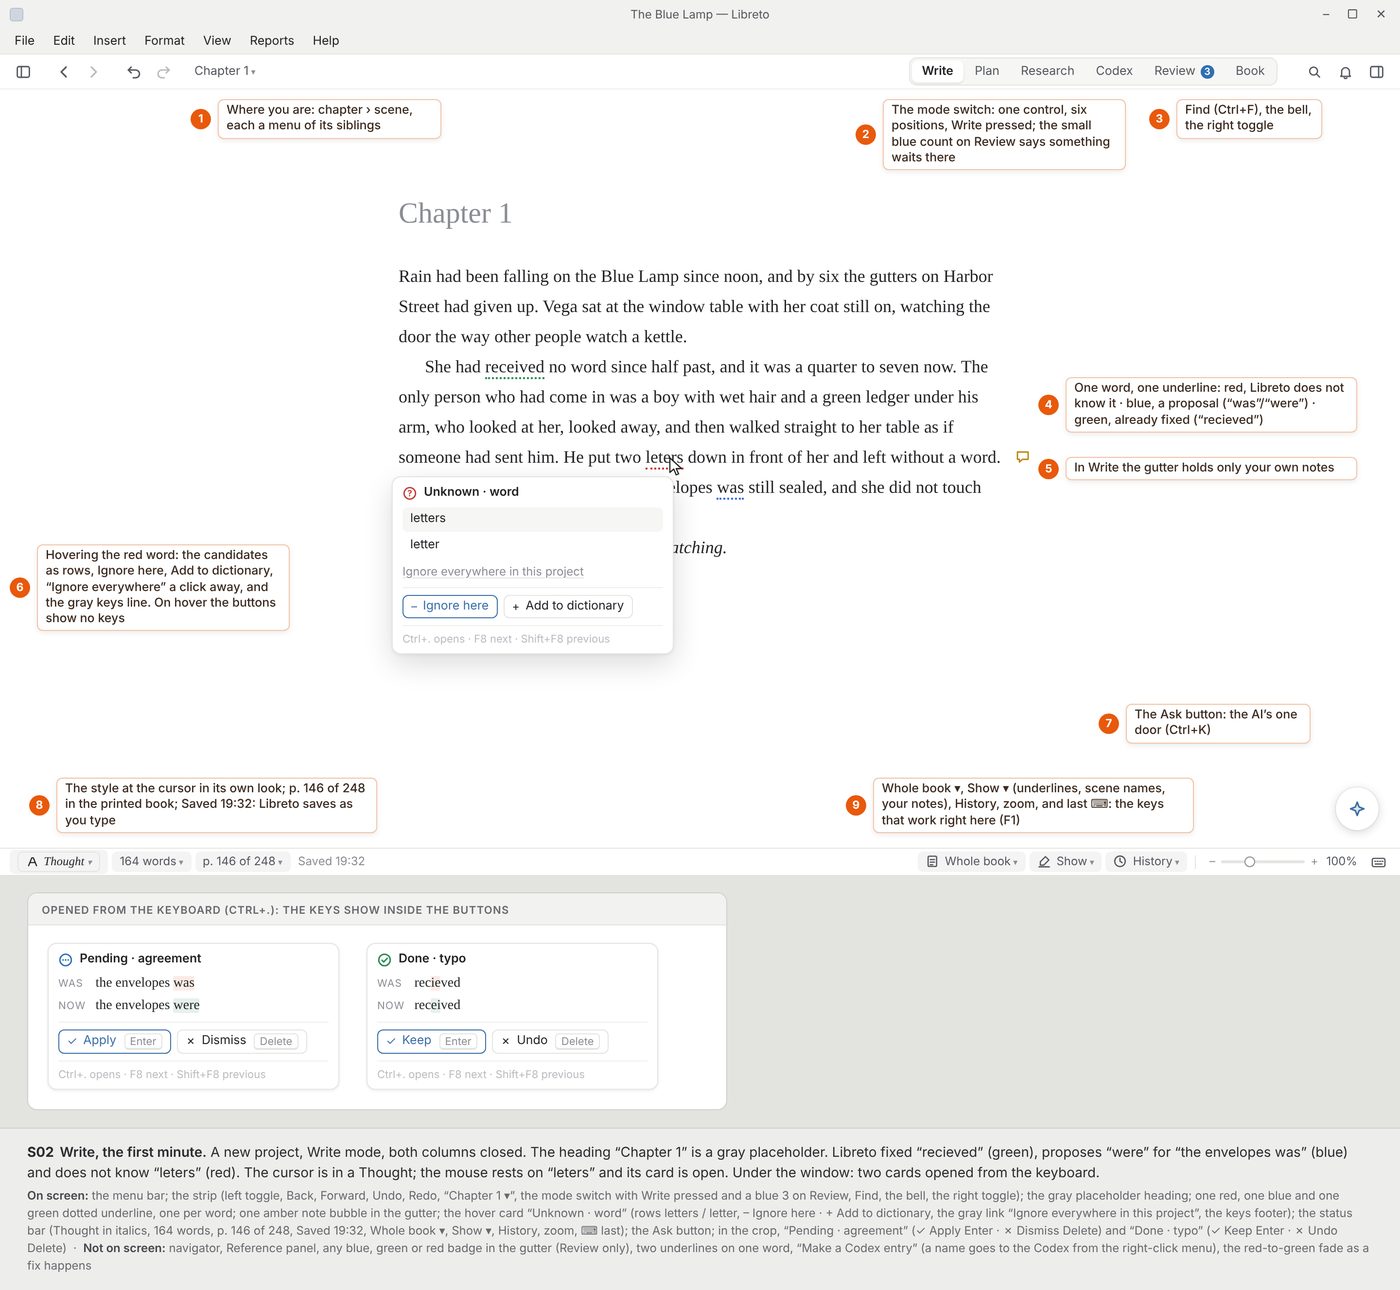 The Blue Lamp — Libreto
File Edit Insert Format View Reports Help
Chapter 1 ▾
Write Plan Research Codex Review 3 Book
1 Where you are: chapter › scene,
each a menu of its siblings
2 The mode switch: one control, six
positions, Write pressed; the small
blue count on Review says something
waits there
3 Find (Ctrl+F), the bell,
the right toggle
Chapter 1
Rain had been falling on the Blue Lamp since noon, and by six the gutters on Harbor
Street had given up. Vega sat at the window table with her coat still on, watching the
door the way other people watch a kettle.
She had received no word since half past, and it was a quarter to seven now. The
only person who had come in was a boy with wet hair and a green ledger under his
arm, who looked at her, looked away, and then walked straight to her table as if
someone had sent him. He put two leters down in front of her and left without a word.
elopes was still sealed, and she did not touch
atching.
4 One word, one underline: red, Libreto does not
know it · blue, a proposal (“was”/“were”) ·
green, already fixed (“recieved”)
5 In Write the gutter holds only your own notes
Unknown · word
letters
letter
Ignore everywhere in this project
– Ignore here + Add to dictionary
Ctrl+. opens · F8 next · Shift+F8 previous
6 Hovering the red word: the candidates
as rows, Ignore here, Add to dictionary,
“Ignore everywhere” a click away, and
the gray keys line. On hover the buttons
show no keys
7 The Ask button: the AI’s one
door (Ctrl+K)
8 The style at the cursor in its own look; p. 146 of 248
in the printed book; Saved 19:32: Libreto saves as
you type
9 Whole book ▾, Show ▾ (underlines, scene names,
your notes), History, zoom, and last ⌨: the keys
that work right here (F1)
A Thought ▾ 164 words ▾ p. 146 of 248 ▾ Saved 19:32
Whole book ▾ Show ▾ History ▾ − + 100%
OPENED FROM THE KEYBOARD (CTRL+.): THE KEYS SHOW INSIDE THE BUTTONS
Pending · agreement
WAS the envelopes was
NOW the envelopes were
✓ Apply Enter × Dismiss Delete
Ctrl+. opens · F8 next · Shift+F8 previous
Done · typo
WAS recieved
NOW received
✓ Keep Enter × Undo Delete
Ctrl+. opens · F8 next · Shift+F8 previous
S02 Write, the first minute. A new project, Write mode, both columns closed. The heading “Chapter 1” is a gray placeholder. Libreto fixed “recieved” (green), proposes “were” for “the envelopes was” (blue)
and does not know “leters” (red). The cursor is in a Thought; the mouse rests on “leters” and its card is open. Under the window: two cards opened from the keyboard.
On screen: the menu bar; the strip (left toggle, Back, Forward, Undo, Redo, “Chapter 1 ▾”, the mode switch with Write pressed and a blue 3 on Review, Find, the bell, the right toggle); the gray placeholder heading; one red, one blue and one
green dotted underline, one per word; one amber note bubble in the gutter; the hover card “Unknown · word” (rows letters / letter, – Ignore here · + Add to dictionary, the gray link “Ignore everywhere in this project”, the keys footer); the status
bar (Thought in italics, 164 words, p. 146 of 248, Saved 19:32, Whole book ▾, Show ▾, History, zoom, ⌨ last); the Ask button; in the crop, “Pending · agreement” (✓ Apply Enter · × Dismiss Delete) and “Done · typo” (✓ Keep Enter · × Undo
Delete) · Not on screen: navigator, Reference panel, any blue, green or red badge in the gutter (Review only), two underlines on one word, “Make a Codex entry” (a name goes to the Codex from the right-click menu), the red-to-green fade as a
fix happens